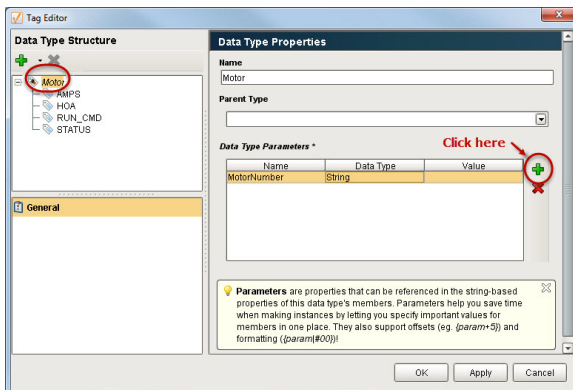 Tag Editor
Data Type Structure
Motor
AMPS
HOA
RUN_CMD
STATUS
General
Data Type Properties
Name
Motor
Parent Type
Data Type Parameters *
Click here
Name Data Type Value
MotorNumber String
Parameters are properties that can be referenced in the string-based
properties of this data type's members. Parameters help you save time
when making instances by letting you specify important values for
members in one place. They also support offsets (eg. {param+5}) and
formatting ({param|#00})!
OK Apply Cancel